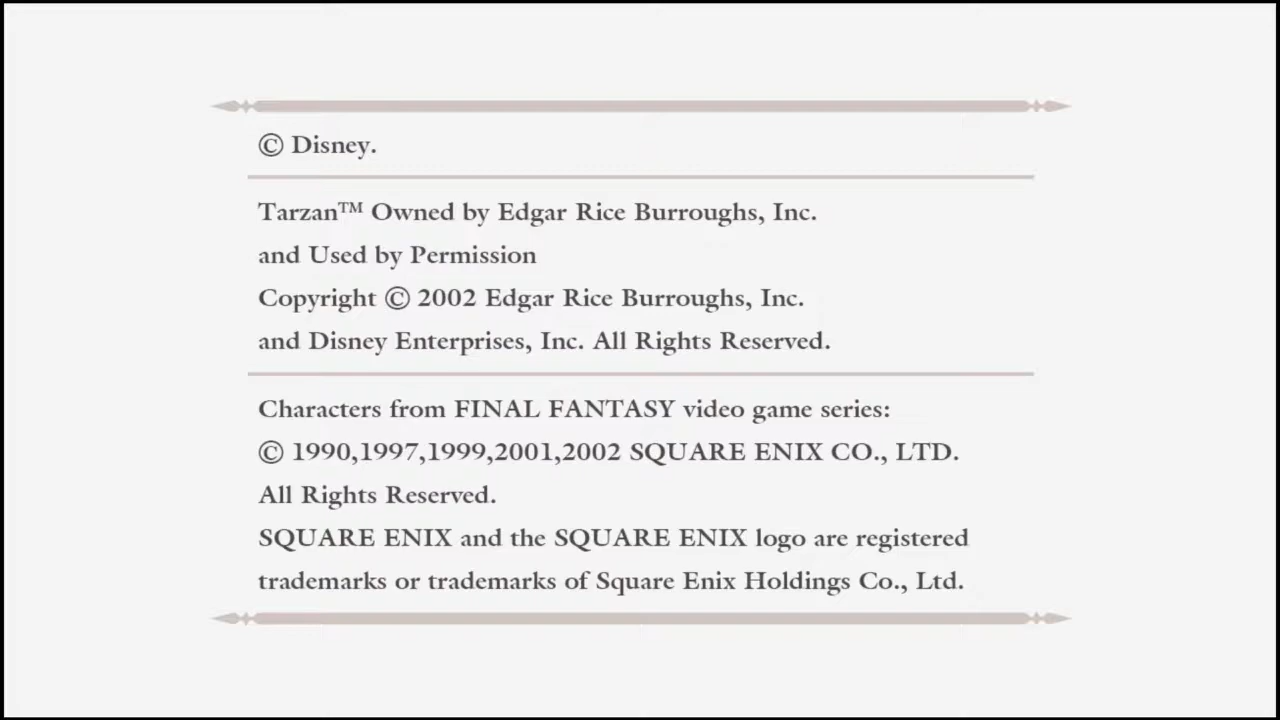 © Disney.
Tarzan™ Owned by Edgar Rice Burroughs, Inc.
and Used by Permission
Copyright © 2002 Edgar Rice Burroughs, Inc.
and Disney Enterprises, Inc. All Rights Reserved.
Characters from FINAL FANTASY video game series:
© 1990,1997,1999,2001,2002 SQUARE ENIX CO., LTD.
All Rights Reserved.
SQUARE ENIX and the SQUARE ENIX logo are registered
trademarks or trademarks of Square Enix Holdings Co., Ltd.